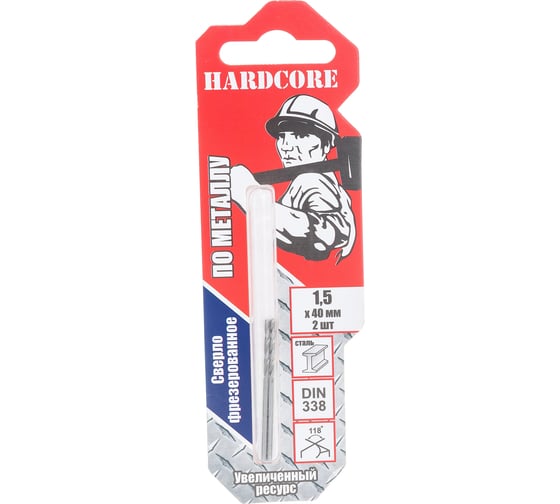 HARDCORE
ПО МЕТАЛЛУ
Сверло
фрезерованное
1,5
х 40 мм
2 шт
сталь
DIN
338
118°
Увеличенный
ресурс